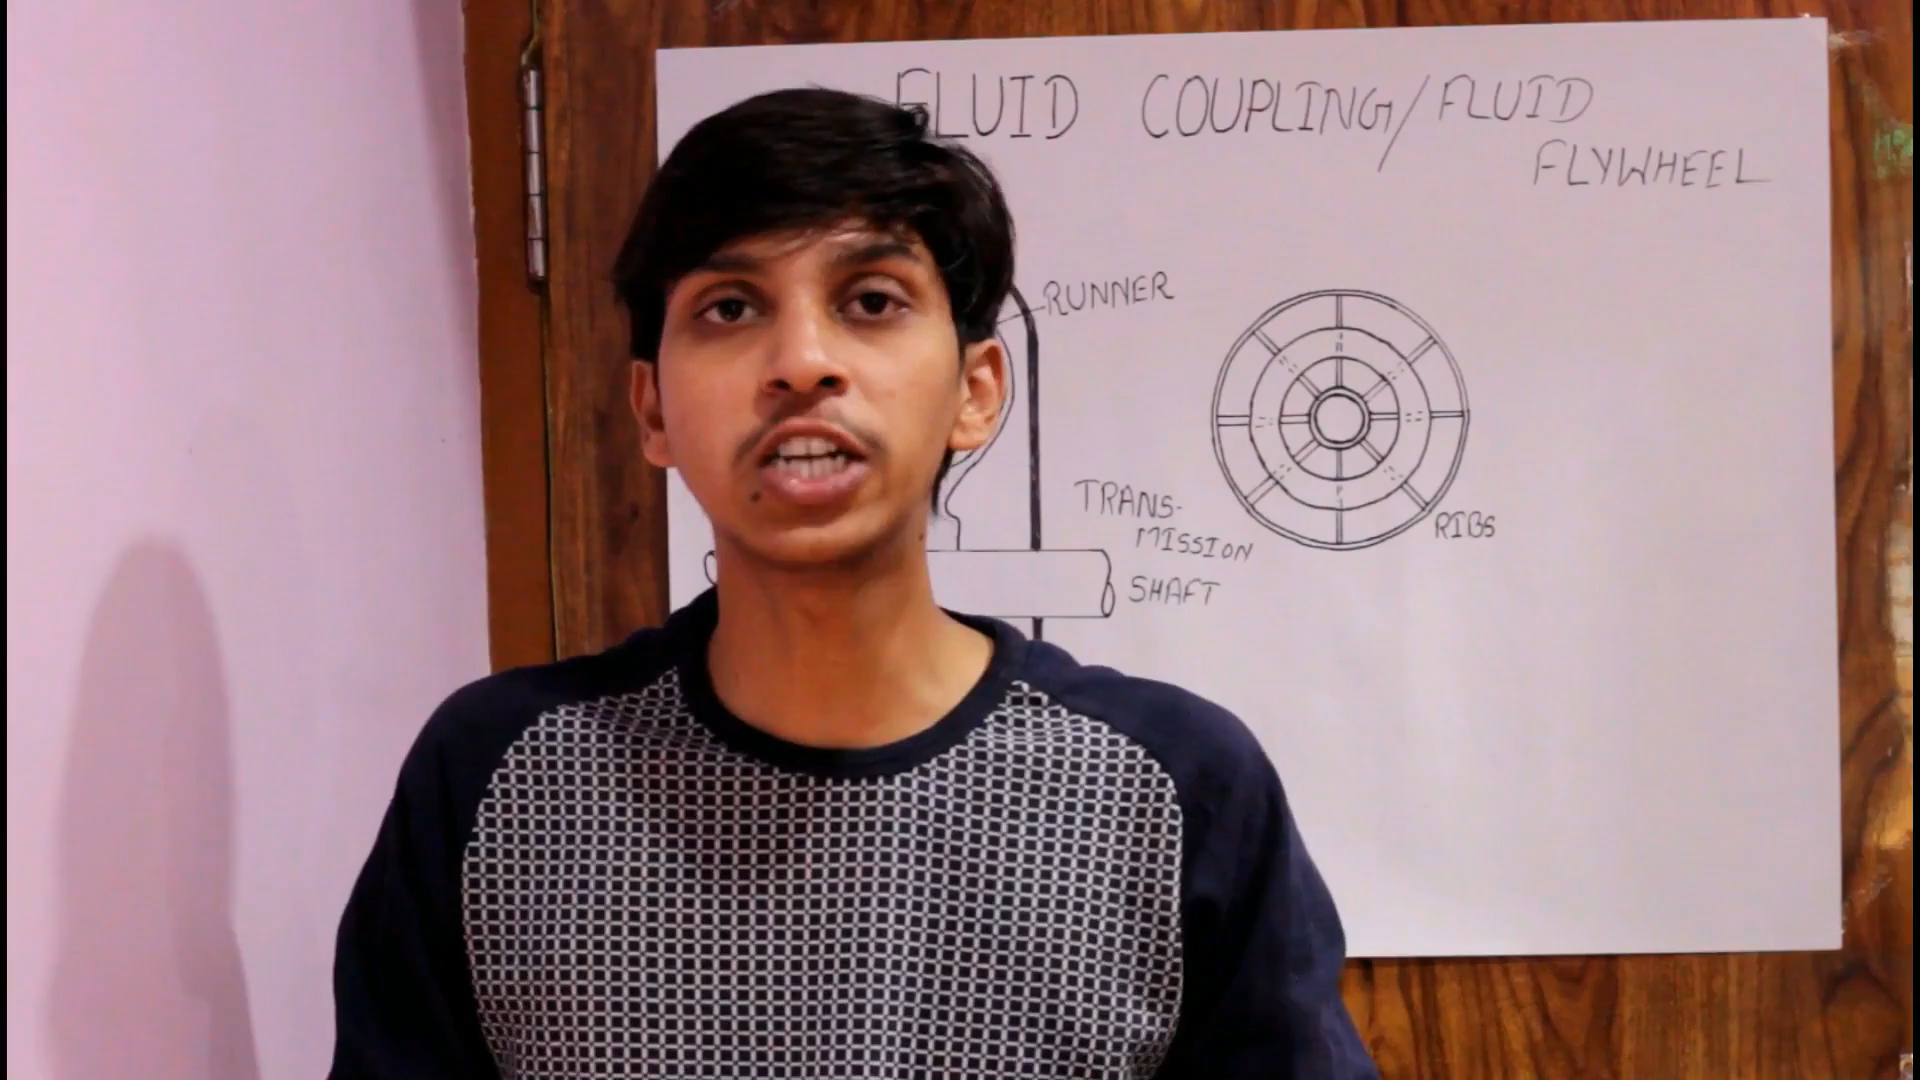 FLUID COUPLING/FLUID
FLYWHEEL
RUNNER
TRANS-
MISSION
SHAFT
RIBS